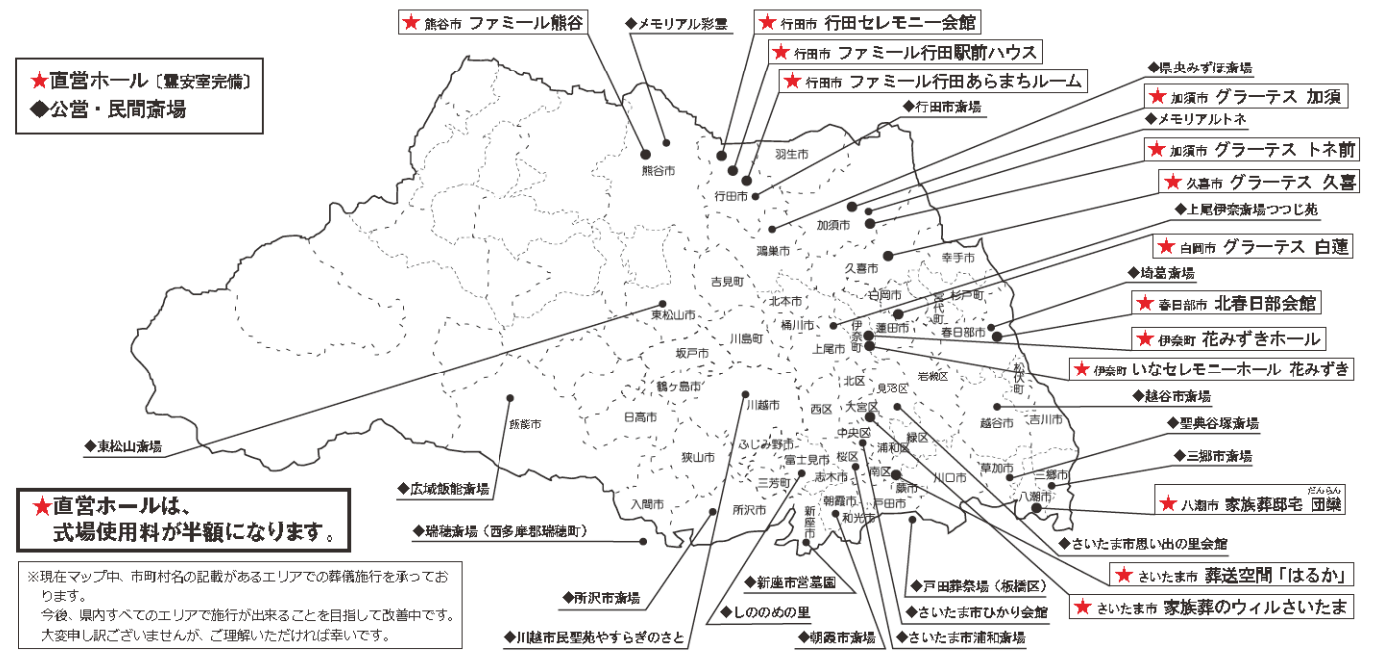 ★直営ホール〔霊安室完備〕
◆公営・民間斎場
★熊谷市 ファミール熊谷
◆メモリアル彩雲
★行田市 行田セレモニー会館
★行田市 ファミール行田駅前ハウス
★行田市 ファミール行田あらまちルーム
◆行田市斎場
◆県央みずほ斎場
★加須市 グラーテス 加須
◆メモリアルトネ
★加須市 グラーテス トネ前
★久喜市 グラーテス 久喜
◆上尾伊奈斎場つつじ苑
★白岡市 グラーテス 白蓮
◆埼葛斎場
★春日部市 北春日部会館
★伊奈町 花みずきホール
★伊奈町 いなセレモニーホール 花みずき
◆越谷市斎場
◆聖典谷塚斎場
◆三郷市斎場
だんらん
★八潮市 家族葬邸宅 団欒
◆さいたま市思い出の里会館
★さいたま市 葬送空間「はるか」
★さいたま市 家族葬のウィルさいたま
熊谷市
羽生市
行田市
加須市
鴻巣市
久喜市
幸手市
吉見町
北本市
白岡市
宮代町
杉戸町
東松山市
桶川市
伊奈町
蓮田市
春日部市
川島町
上尾市
坂戸市
松伏町
鶴ヶ島市
北区
見沼区
岩槻区
川越市
西区
大宮区
日高市
飯能市
越谷市
吉川市
中央区
緑区
ふじみ野市
浦和区
狭山市
富士見市
桜区
南区
草加市
三芳町
志木市
蕨市
川口市
三郷市
入間市
所沢市
新座市
朝霞市
和光市
戸田市
八潮市
◆東松山斎場
◆広域飯能斎場
◆瑞穂斎場（西多摩郡瑞穂町）
◆所沢市斎場
◆川越市民聖苑やすらぎのさと
◆新座市営墓園
◆しののめの里
◆朝霞市斎場
◆戸田葬祭場（板橋区）
◆さいたま市ひかり会館
◆さいたま市浦和斎場
★直営ホールは、
式場使用料が半額になります。
※現在マップ中、市町村名の記載があるエリアでの葬儀施行を承ってお
ります。
今後、県内すべてのエリアで施行が出来ることを目指して改善中です。
大変申し訳ございませんが、ご理解いただければ幸いです。